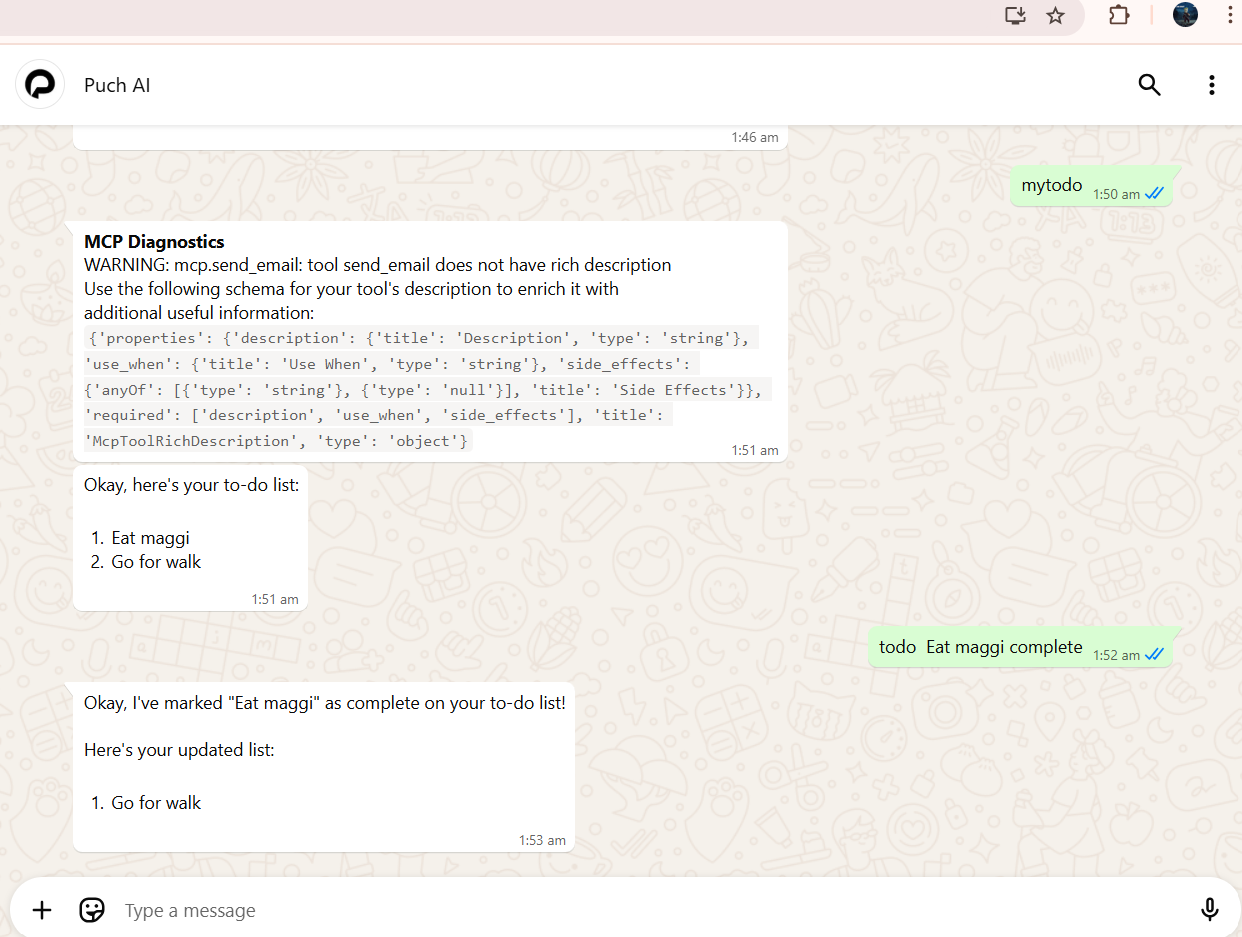 Puch AI
1:46 am
mytodo 1:50 am
MCP Diagnostics
WARNING: mcp.send_email: tool send_email does not have rich description
Use the following schema for your tool's description to enrich it with
additional useful information:
{'properties': {'description': {'title': 'Description', 'type': 'string'},
'use_when': {'title': 'Use When', 'type': 'string'}, 'side_effects':
{'anyOf': [{'type': 'string'}, {'type': 'null'}], 'title': 'Side Effects'}},
'required': ['description', 'use_when', 'side_effects'], 'title':
'McpToolRichDescription', 'type': 'object'}
1:51 am
Okay, here's your to-do list:
1. Eat maggi
2. Go for walk
1:51 am
todo Eat maggi complete 1:52 am
Okay, I've marked "Eat maggi" as complete on your to-do list!
Here's your updated list:
1. Go for walk
1:53 am
Type a message